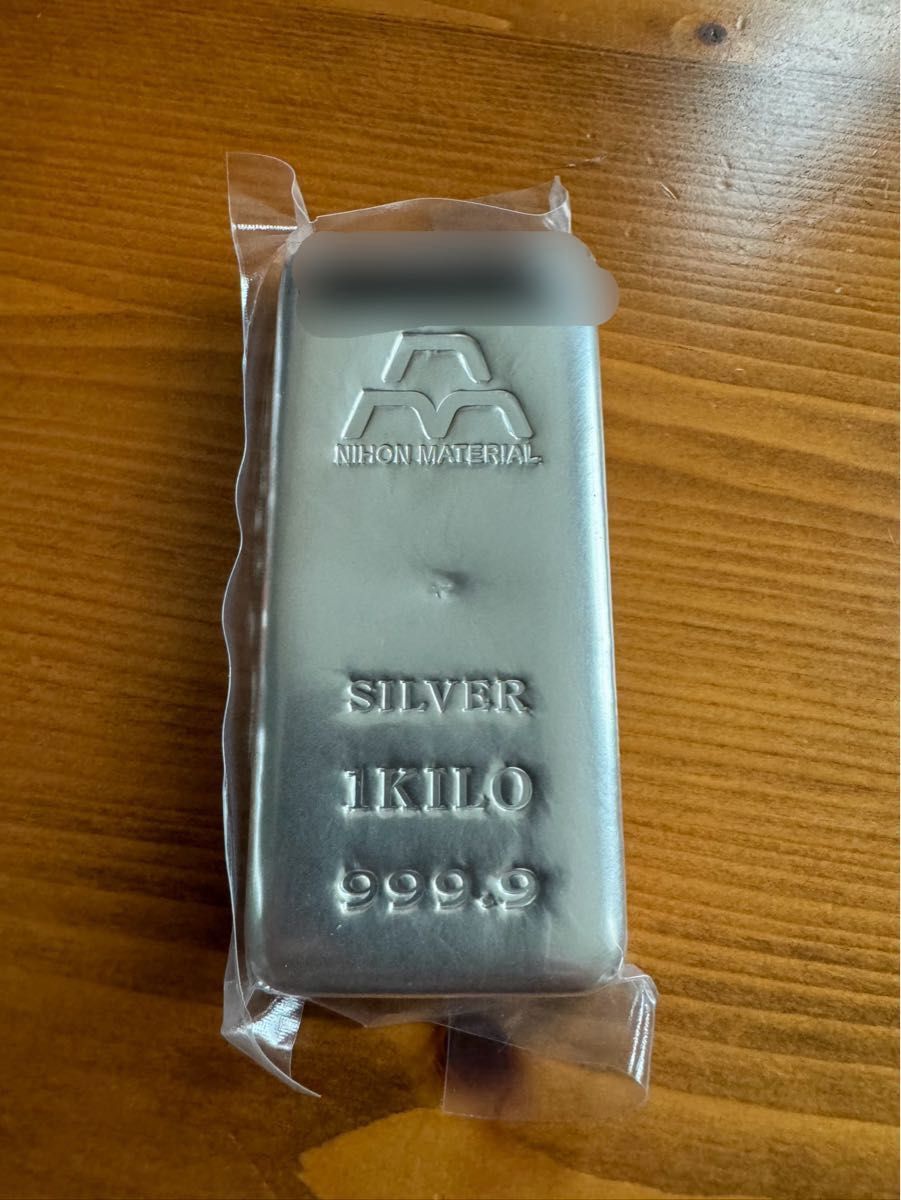 NIHON MATERIAL
SILVER
1KILO
999.9